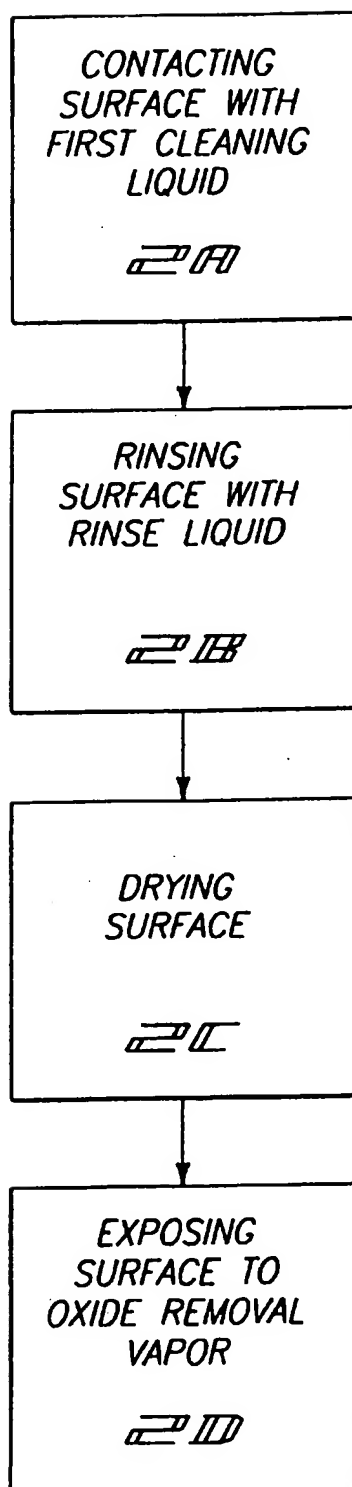 CONTACTING
SURFACE WITH
FIRST CLEANING
LIQUID
2A
RINSING
SURFACE WITH
RINSE LIQUID
2B
DRYING
SURFACE
2C
EXPOSING
SURFACE TO
OXIDE REMOVAL
VAPOR
2D